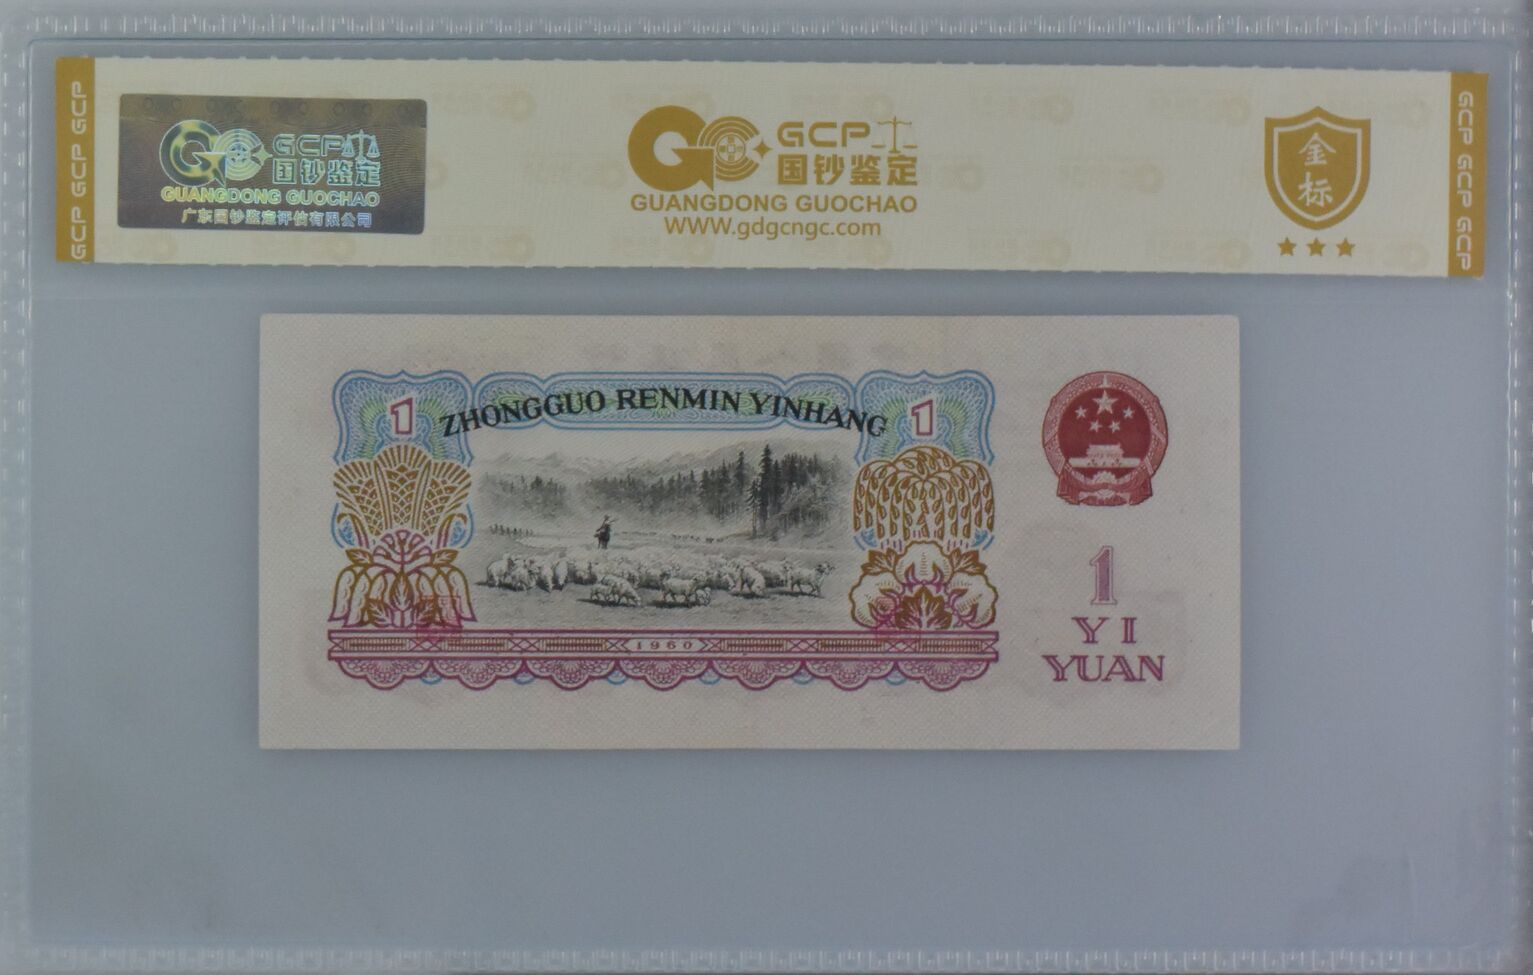 GCP GCP GCP
GCP
国钞鉴定
GUANGDONG GUOCHAO
广东国钞鉴定评估有限公司
GCP
国钞鉴定
GUANGDONG GUOCHAO
WWW.gdgcngc.com
金
标
GCP GCP GCP GCP
1 ZHONGGUO RENMIN YINHANG 1
1960
1
YI
YUAN